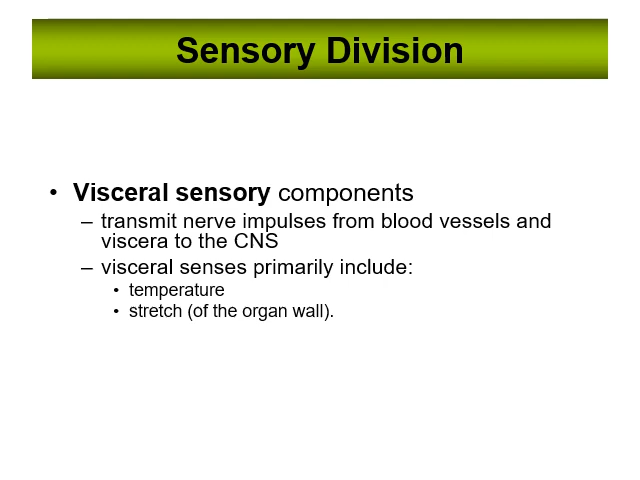 Sensory Division
• Visceral sensory components
– transmit nerve impulses from blood vessels and
viscera to the CNS
– visceral senses primarily include:
• temperature
• stretch (of the organ wall).